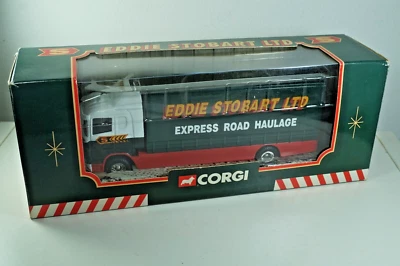 S
EDDIE STOBART LTD
S
EDDIE STOBART LTD
EXPRESS ROAD HAULAGE
CORGI